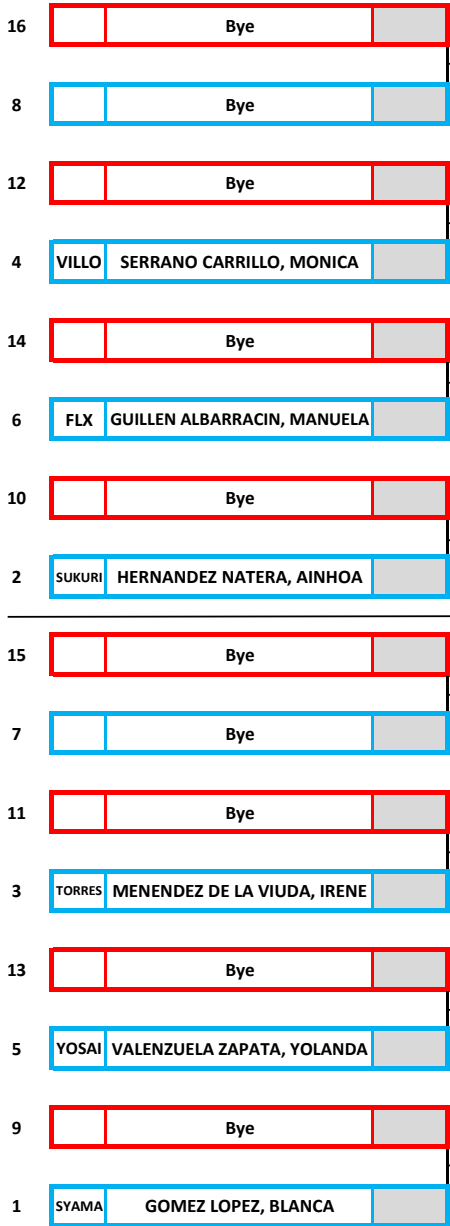 16 Bye
8 Bye
12 Bye
4 VILLO SERRANO CARRILLO, MONICA
14 Bye
6 FLX GUILLEN ALBARRACIN, MANUELA
10 Bye
2 SUKURI HERNANDEZ NATERA, AINHOA
15 Bye
7 Bye
11 Bye
3 TORRES MENENDEZ DE LA VIUDA, IRENE
13 Bye
5 YOSAI VALENZUELA ZAPATA, YOLANDA
9 Bye
1 SYAMA GOMEZ LOPEZ, BLANCA